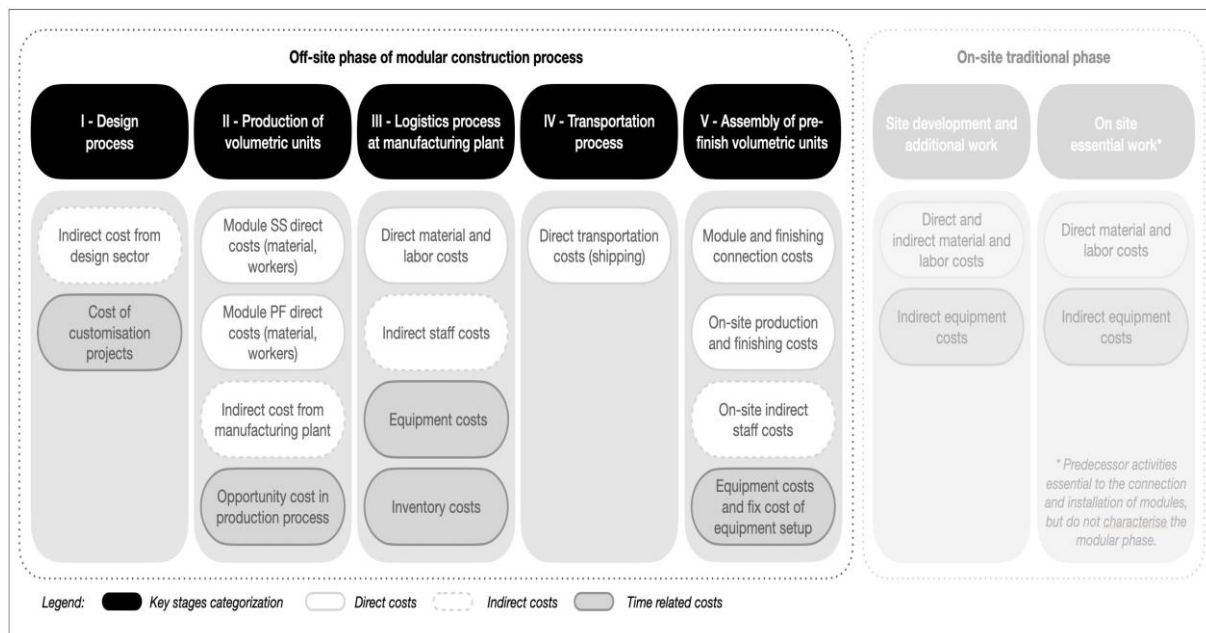 Off-site phase of modular construction process
On-site traditional phase
I - Design
process
II - Production of
volumetric units
III - Logistics process
at manufacturing plant
IV - Transportation
process
V - Assembly of pre-
finish volumetric units
Site development and
additional work
On site
essential work*
Indirect cost from
design sector
Cost of
customisation
projects
Module SS direct
costs (material,
workers)
Module PF direct
costs (material,
workers)
Indirect cost from
manufacturing plant
Opportunity cost in
production process
Direct material and
labor costs
Indirect staff costs
Equipment costs
Inventory costs
Direct transportation
costs (shipping)
Module and finishing
connection costs
On-site production
and finishing costs
On-site indirect
staff costs
Equipment costs
and fix cost of
equipment setup
Direct and
indirect material and
labor costs
Indirect equipment
costs
Direct material and
labor costs
Indirect equipment
costs
* Predecessor activities
essential to the connection
and installation of modules,
but do not characterise the
modular phase.
Legend: Key stages categorization Direct costs Indirect costs Time related costs